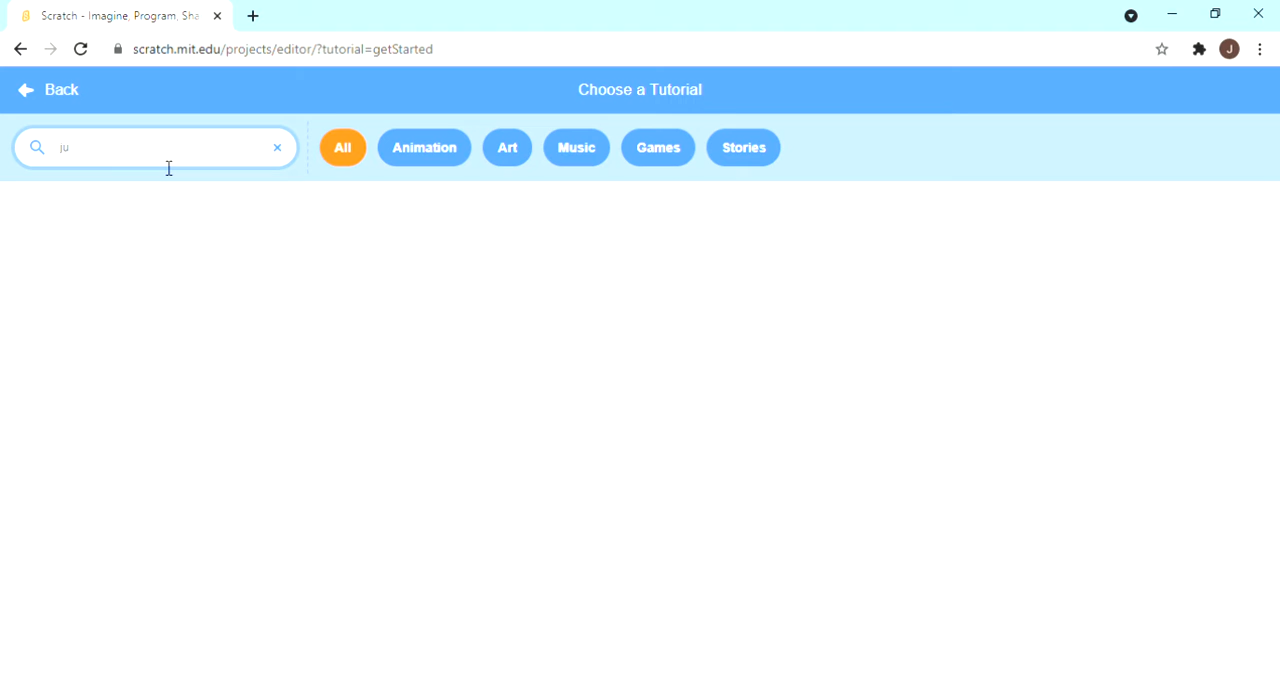 Scratch - Imagine, Program, Sha
scratch.mit.edu/projects/editor/?tutorial=getStarted
J
Back
Choose a Tutorial
ju
All
Animation
Art
Music
Games
Stories